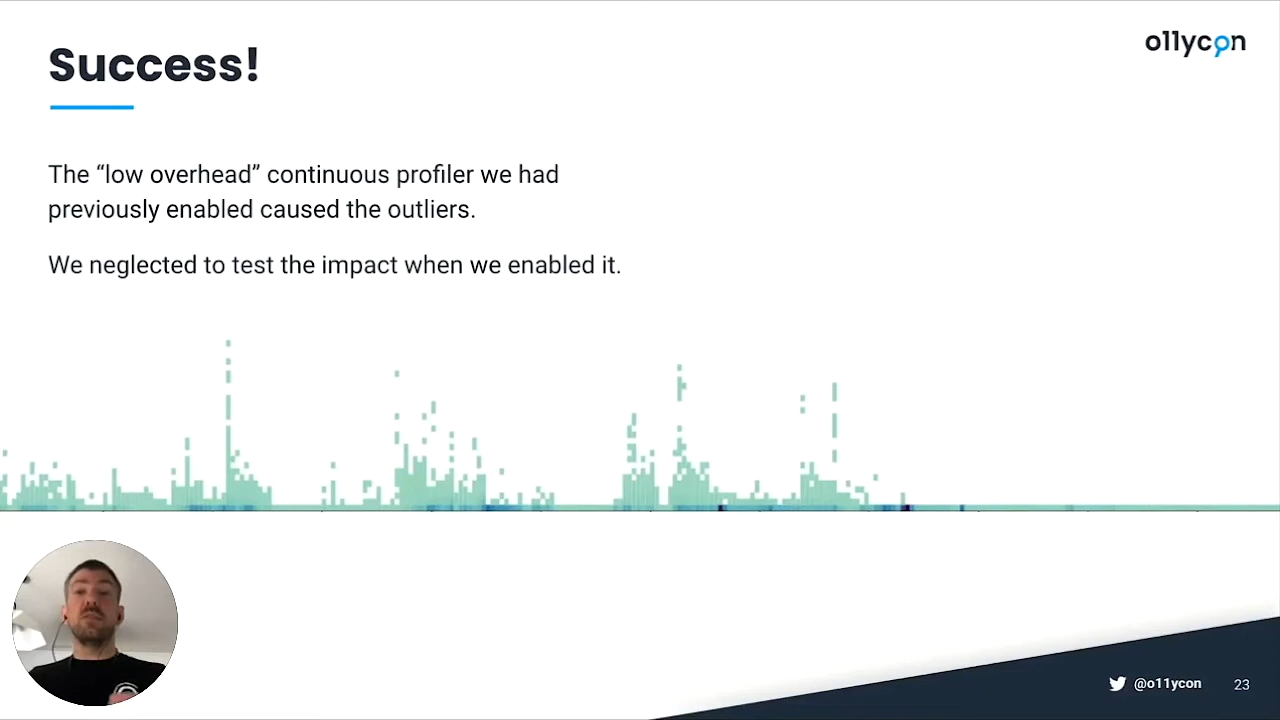 Success!
o11ycon
The “low overhead” continuous profiler we had
previously enabled caused the outliers.
We neglected to test the impact when we enabled it.
@o11ycon
23